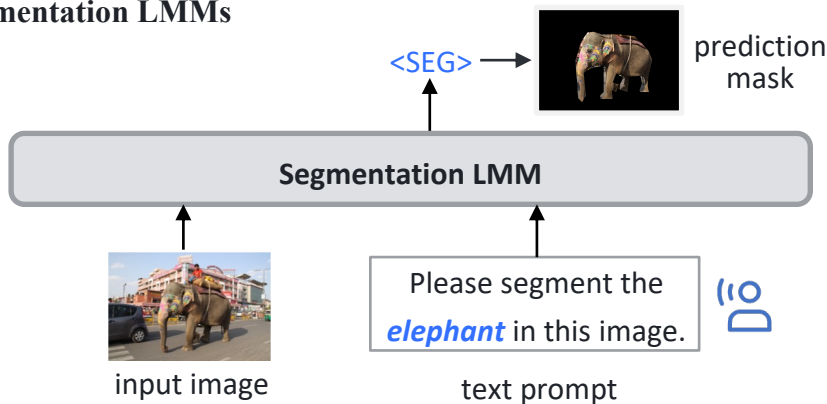 mentation LMMs
<SEG>
prediction
mask
Segmentation LMM
Please segment the
elephant in this image.
input image
text prompt